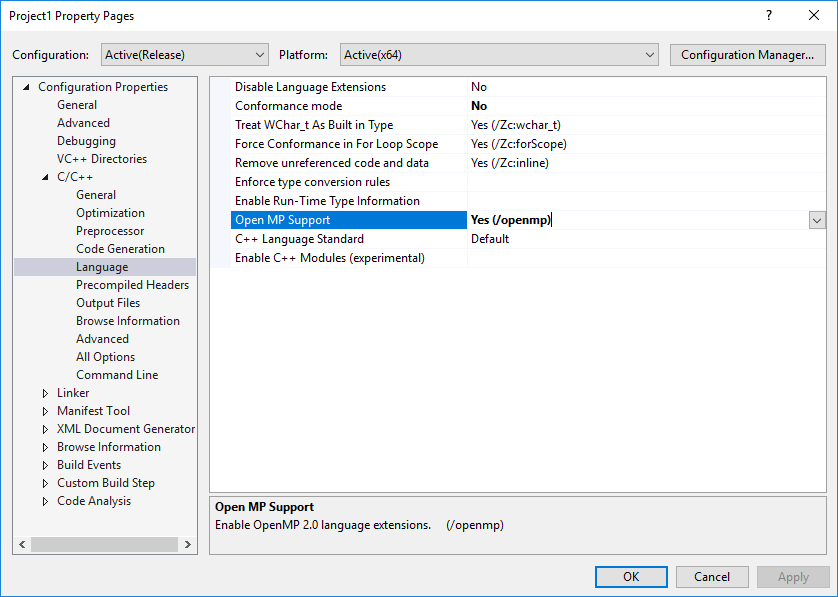 Project1 Property Pages
?
Configuration: Active(Release) Platform: Active(x64) Configuration Manager...
Configuration Properties
General
Advanced
Debugging
VC++ Directories
C/C++
General
Optimization
Preprocessor
Code Generation
Language
Precompiled Headers
Output Files
Browse Information
Advanced
All Options
Command Line
Linker
Manifest Tool
XML Document Generator
Browse Information
Build Events
Custom Build Step
Code Analysis
Disable Language Extensions No
Conformance mode No
Treat WChar_t As Built in Type Yes (/Zc:wchar_t)
Force Conformance in For Loop Scope Yes (/Zc:forScope)
Remove unreferenced code and data Yes (/Zc:inline)
Enforce type conversion rules
Enable Run-Time Type Information
Open MP Support Yes (/openmp)
C++ Language Standard Default
Enable C++ Modules (experimental)
Open MP Support
Enable OpenMP 2.0 language extensions. (/openmp)
OK Cancel Apply